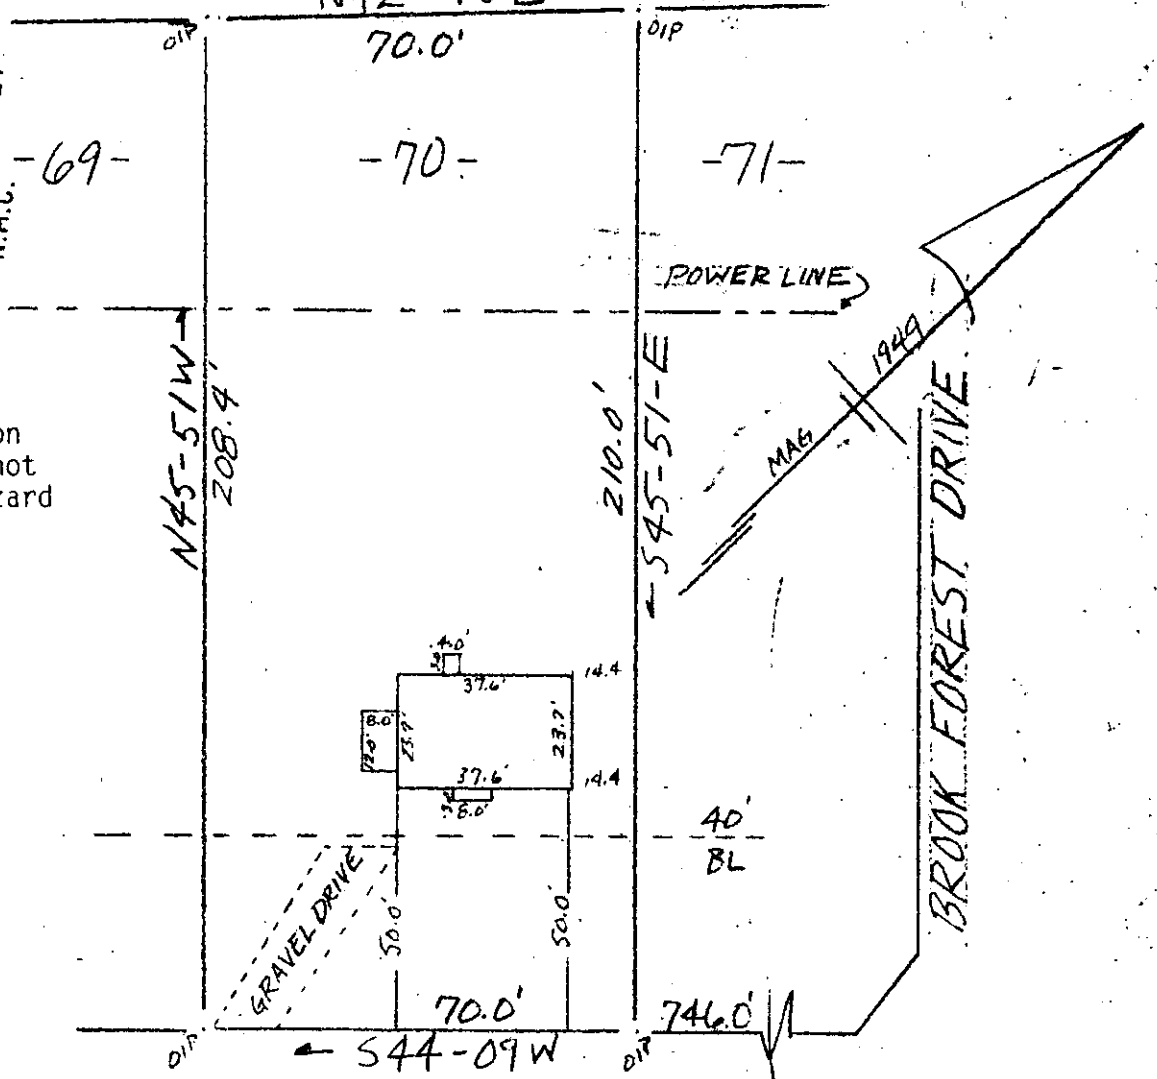 OIP
70.0'
OIP
-69-
-70-
-71-
POWER LINE
N45-51W
208.4'
210.0'
S45-51-E
MAG 1949
BROOK FOREST DRIVE
on
not
zard
4.0'
37.6'
14.4
8.0'
12.0'
23.7'
23.7'
37.6'
14.4
8.0'
40'
BL
GRAVEL DRIVE
50.0'
50.0'
70.0'
746.0'
OIP
S44-09W
OIP